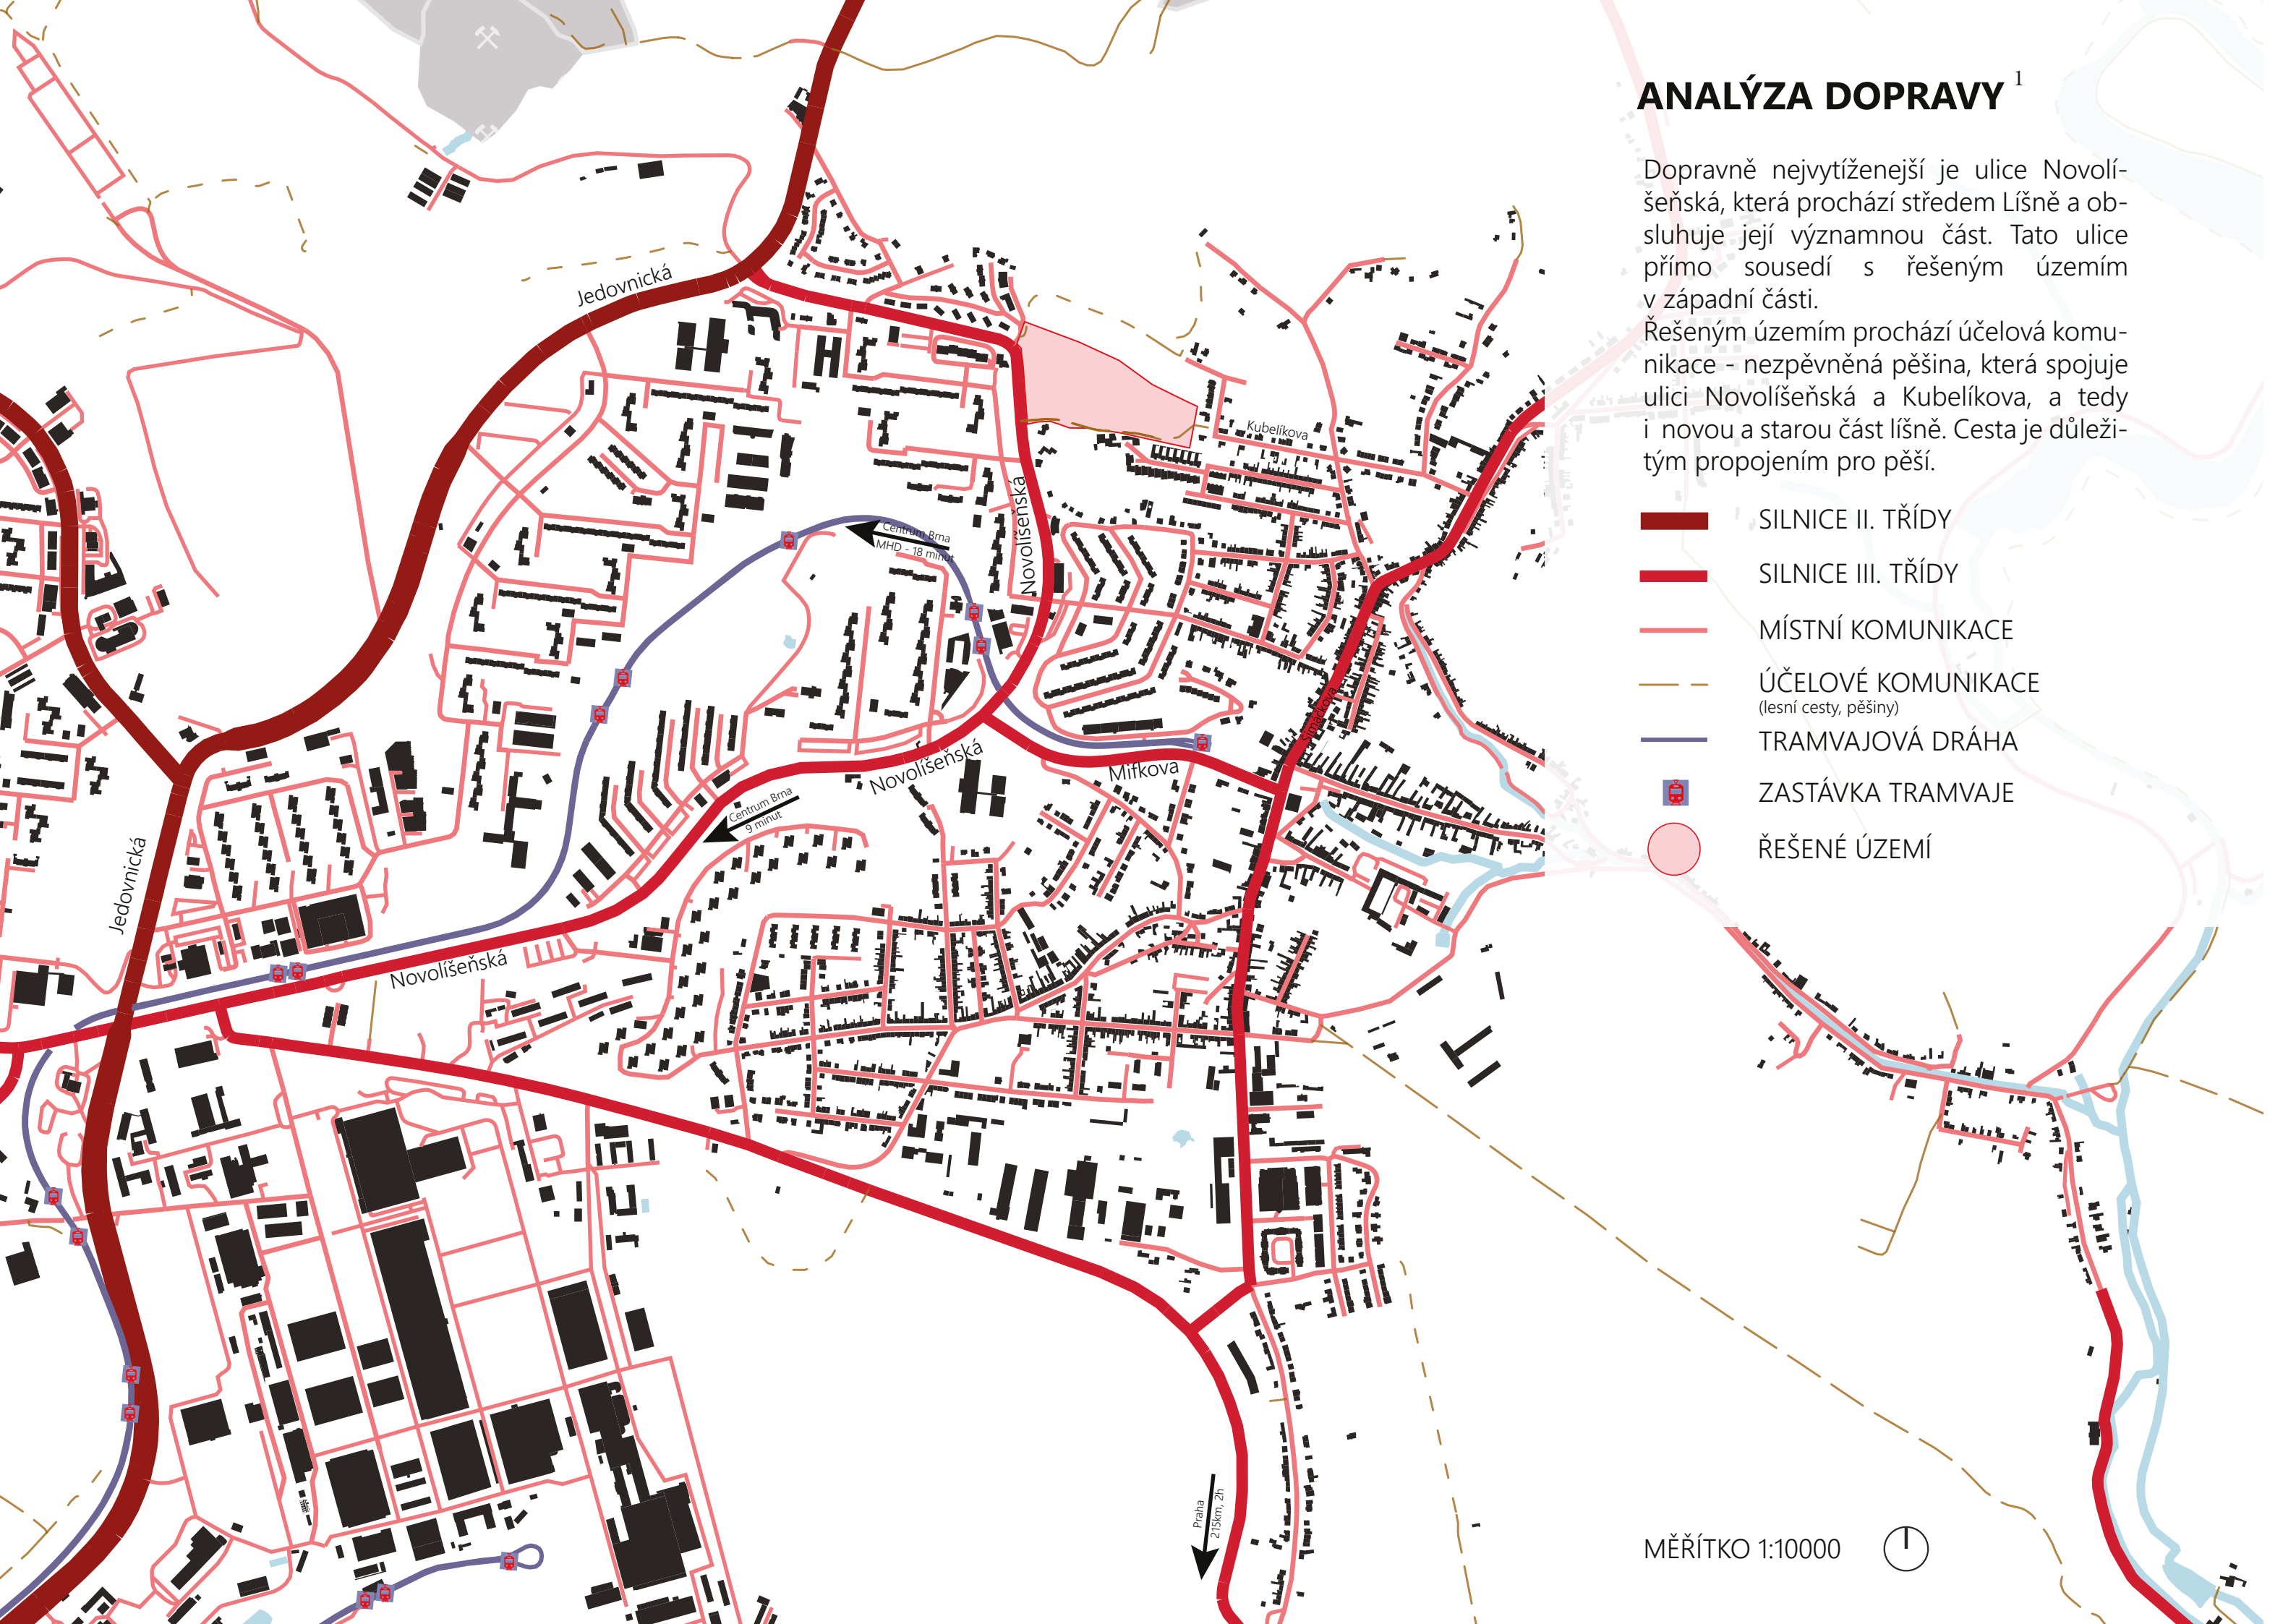 ANALÝZA DOPRAVY 1
Dopravně nejvytíženejší je ulice Novolí-
šeňská, která prochází středem Líšně a ob-
sluhuje její významnou část. Tato ulice
přímo sousedí s řešeným územím
v západní části.
Řešeným územím prochází účelová komu-
nikace - nezpěvněná pěšina, která spojuje
ulici Novolíšeňská a Kubelíkova, a tedy
i novou a starou část líšně. Cesta je důleži-
tým propojením pro pěší.
SILNICE II. TŘÍDY
SILNICE III. TŘÍDY
MÍSTNÍ KOMUNIKACE
ÚČELOVÉ KOMUNIKACE
(lesní cesty, pěšiny)
TRAMVAJOVÁ DRÁHA
ZASTÁVKA TRAMVAJE
ŘEŠENÉ ÚZEMÍ
MĚŘÍTKO 1:10000
Jedovnická
Kubelíkova
Novolíšeňská
Centrum Brna
MHD - 18 minut
Šimáčkova
Mifkova
Novolíšeňská
Centrum Brna
9 minut
Jedovnická
Novolíšeňská
Praha
215km, 2h